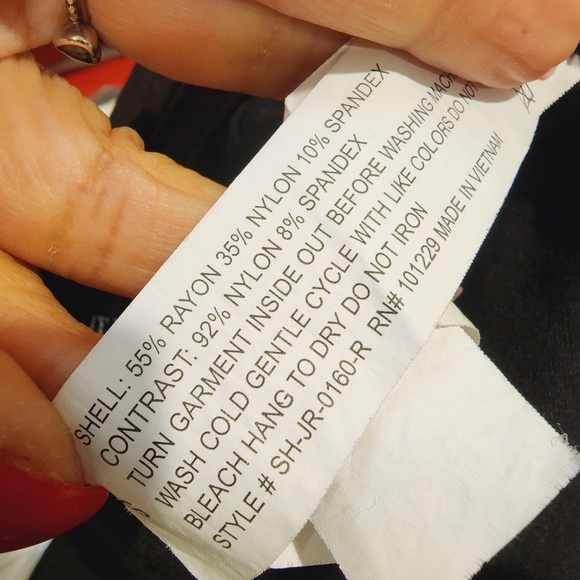 SHELL: 55% RAYON 35% NYLON 10% SPANDEX
CONTRAST: 92% NYLON 8% SPANDEX
TURN GARMENT INSIDE OUT BEFORE WASHING
WASH COLD GENTLE CYCLE WITH LIKE COLORS DO
BLEACH HANG TO DRY DO NOT IRON
STYLE # SH-JR-0160-R RN# 101229 MADE IN VIETNAM